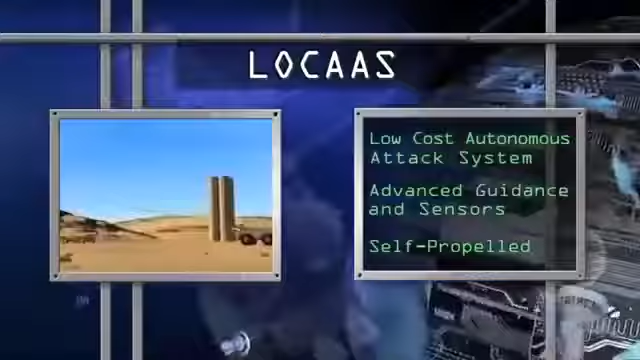 LOCAAS
Low Cost Autonomous
Attack System
Advanced Guidance
and Sensors
Self-Propelled